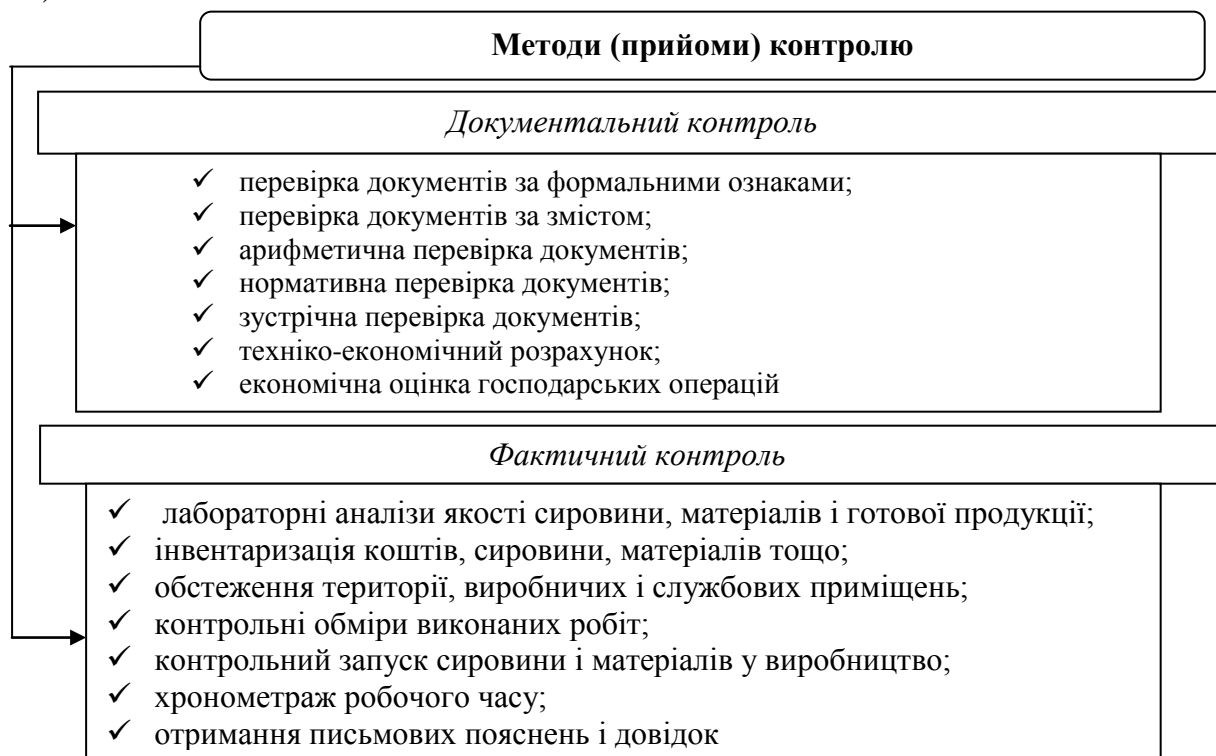 Методи (прийоми) контролю
Документальний контроль
✓ перевірка документів за формальними ознаками;
✓ перевірка документів за змістом;
✓ арифметична перевірка документів;
✓ нормативна перевірка документів;
✓ зустрічна перевірка документів;
✓ техніко-економічний розрахунок;
✓ економічна оцінка господарських операцій
Фактичний контроль
✓ лабораторні аналізи якості сировини, матеріалів і готової продукції;
✓ інвентаризація коштів, сировини, матеріалів тощо;
✓ обстеження території, виробничих і службових приміщень;
✓ контрольні обміри виконаних робіт;
✓ контрольний запуск сировини і матеріалів у виробництво;
✓ хронометраж робочого часу;
✓ отримання письмових пояснень і довідок